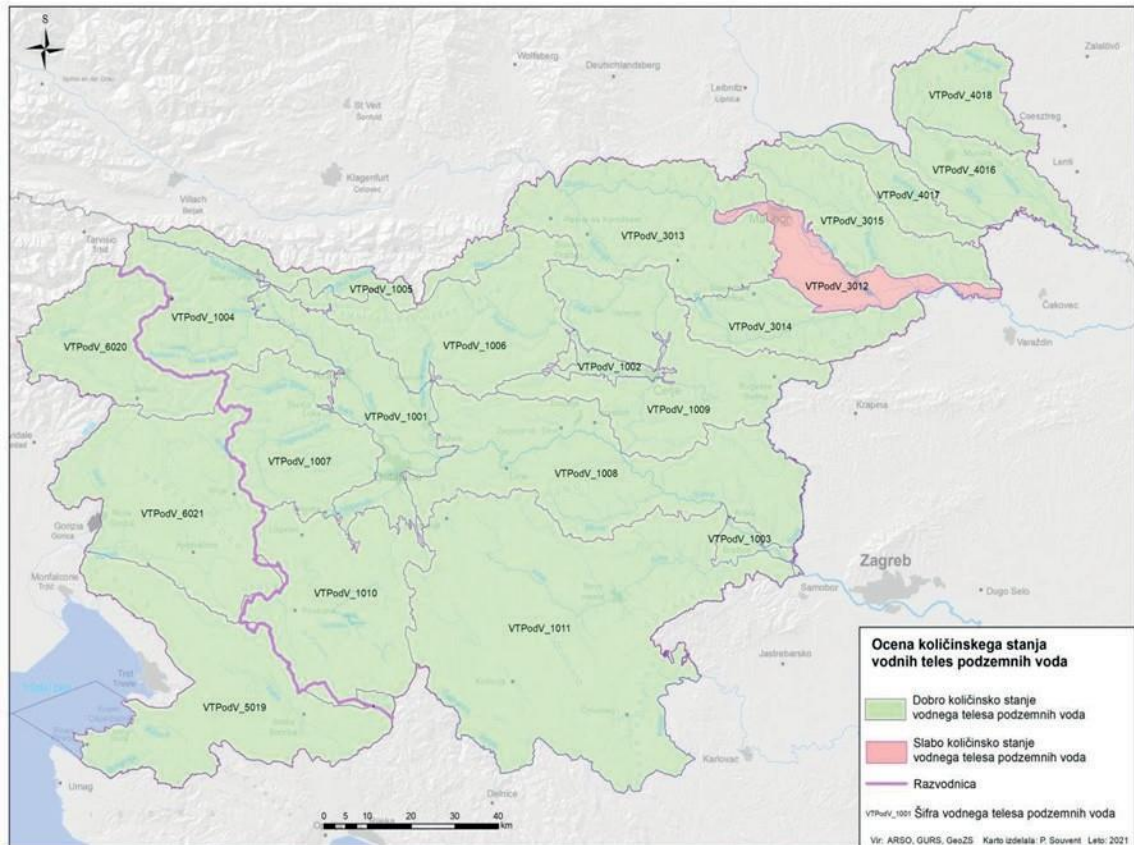 S
Wolfsberg
Deutschlandsberg
Zalalövő
Leibnitz
Lipnica
St Veit
Šentvid
VTPodV_4018
Csesztreg
Klagenfurt
Celovec
VTPodV_4016
Lenti
Villach
Beljak
VTPodV_4017
Tarvisio
Trbiž
VTPodV_3015
VTPodV_3013
VTPodV_1005
VTPodV_3012
Čakovec
VTPodV_1004
VTPodV_3014
Varaždin
VTPodV_6020
VTPodV_1006
VTPodV_1002
VTPodV_1001
VTPodV_1009
Krapina
VTPodV_1007
VTPodV_1008
VTPodV_6021
Gorizia
Gorica
VTPodV_1003
Zagreb
Monfalcone
Tržič
Samobor
Dugo Selo
VTPodV_1010
VTPodV_1011
Jastrebarsko
Trst
Trieste
VTPodV_5019
Karlovac
Umag
Delnice
0 5 10 20 30 40
km
Ocena količinskega stanja
vodnih teles podzemnih voda
Dobro količinsko stanje
vodnega telesa podzemnih voda
Slabo količinsko stanje
vodnega telesa podzemnih voda
Razvodnica
VTPodV_1001 Šifra vodnega telesa podzemnih voda
Vir: ARSO, GURS, GeoZS Karto izdelala: P. Souvent Leto: 2021